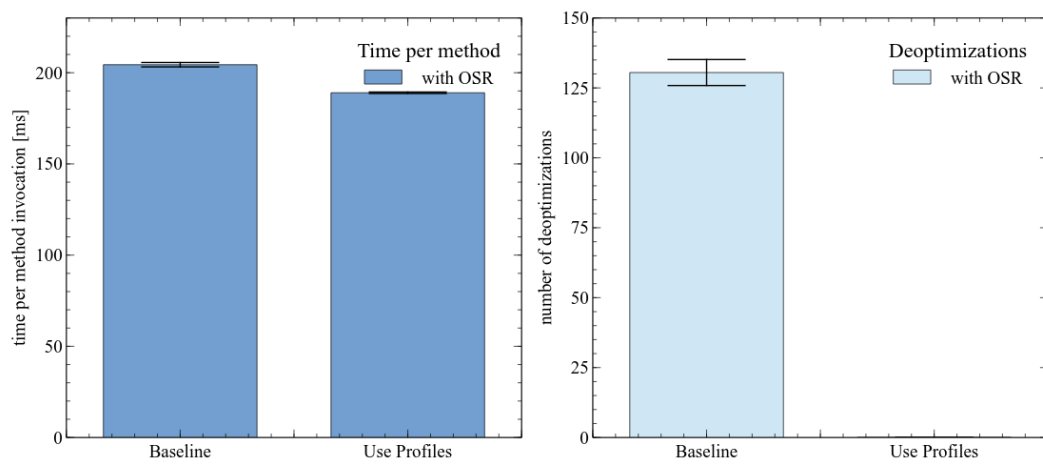 time per method invocation [ms]
200
150
100
50
0
Time per method
with OSR
Baseline
Use Profiles
number of deoptimizations
150
125
100
75
50
25
0
Deoptimizations
with OSR
Baseline
Use Profiles